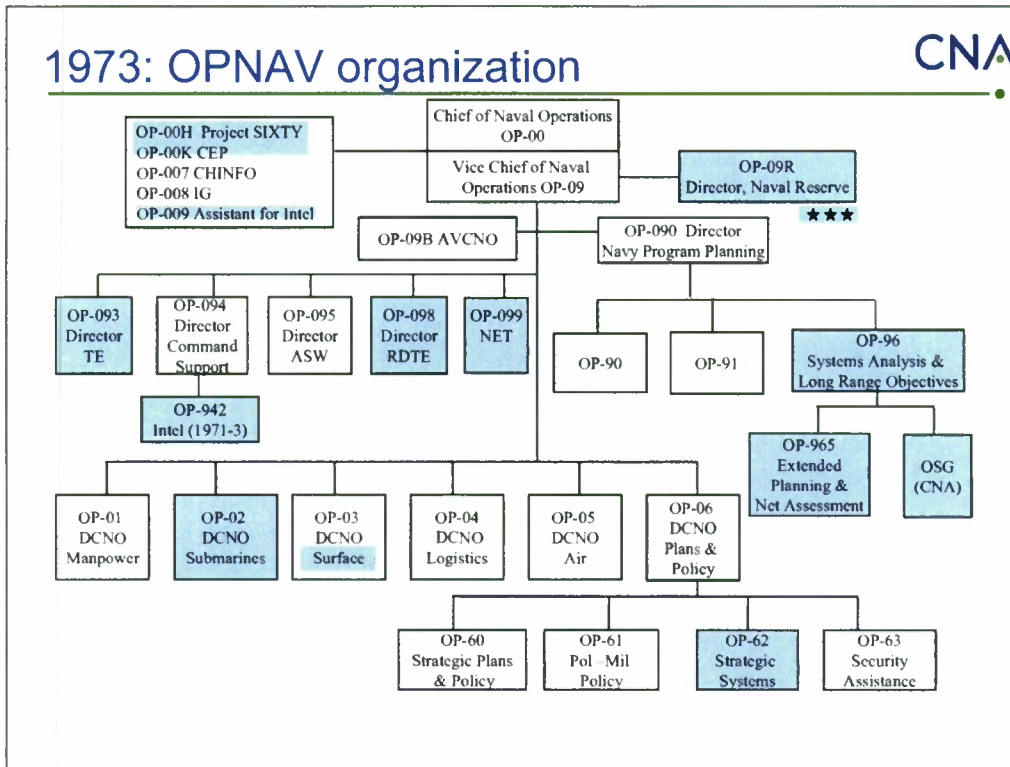 1973: OPNAV organization
CNA
OP-00H Project SIXTY
OP-00K CEP
OP-007 CHINFO
OP-008 IG
OP-009 Assistant for Intel
Chief of Naval Operations
OP-00
Vice Chief of Naval
Operations OP-09
OP-09R
Director, Naval Reserve
★★★
OP-09B AVCNO
OP-090 Director
Navy Program Planning
OP-093
Director
TE
OP-094
Director
Command
Support
OP-095
Director
ASW
OP-098
Director
RDTE
OP-099
NET
OP-90
OP-91
OP-96
Systems Analysis &
Long Range Objectives
OP-942
Intel (1971-3)
OP-965
Extended
Planning &
Net Assessment
OSG
(CNA)
OP-01
DCNO
Manpower
OP-02
DCNO
Submarines
OP-03
DCNO
Surface
OP-04
DCNO
Logistics
OP-05
DCNO
Air
OP-06
DCNO
Plans &
Policy
OP-60
Strategic Plans
& Policy
OP-61
Pol-Mil
Policy
OP-62
Strategic
Systems
OP-63
Security
Assistance